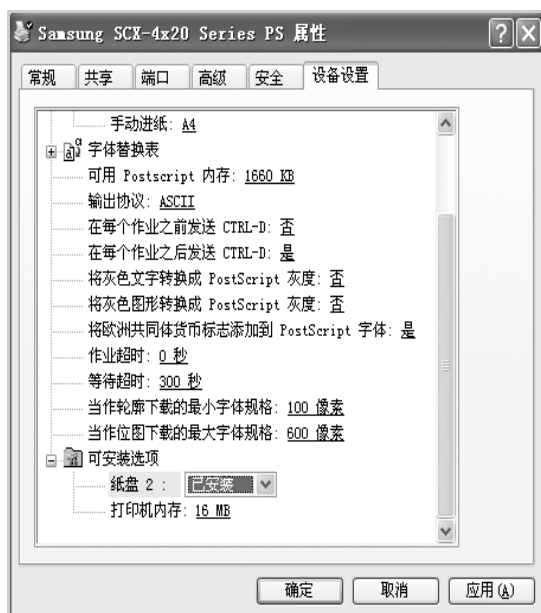 Samsung SCX-4x20 Series PS 属性
常规 共享 端口 高级 安全 设备设置
手动进纸: A4
字体替换表
可用 Postscript 内存: 1660 KB
输出协议: ASCII
在每个作业之前发送 CTRL-D: 否
在每个作业之后发送 CTRL-D: 是
将灰色文字转换成 PostScript 灰度: 否
将灰色图形转换成 PostScript 灰度: 否
将欧洲共同体货币标志添加到 PostScript 字体: 是
作业超时: 0 秒
等待超时: 300 秒
当作轮廓下载的最小字体规格: 100 像素
当作位图下载的最大字体规格: 600 像素
可安装选项
纸盘 2 : 已安装
打印机内存: 16 MB
确定 取消 应用(A)